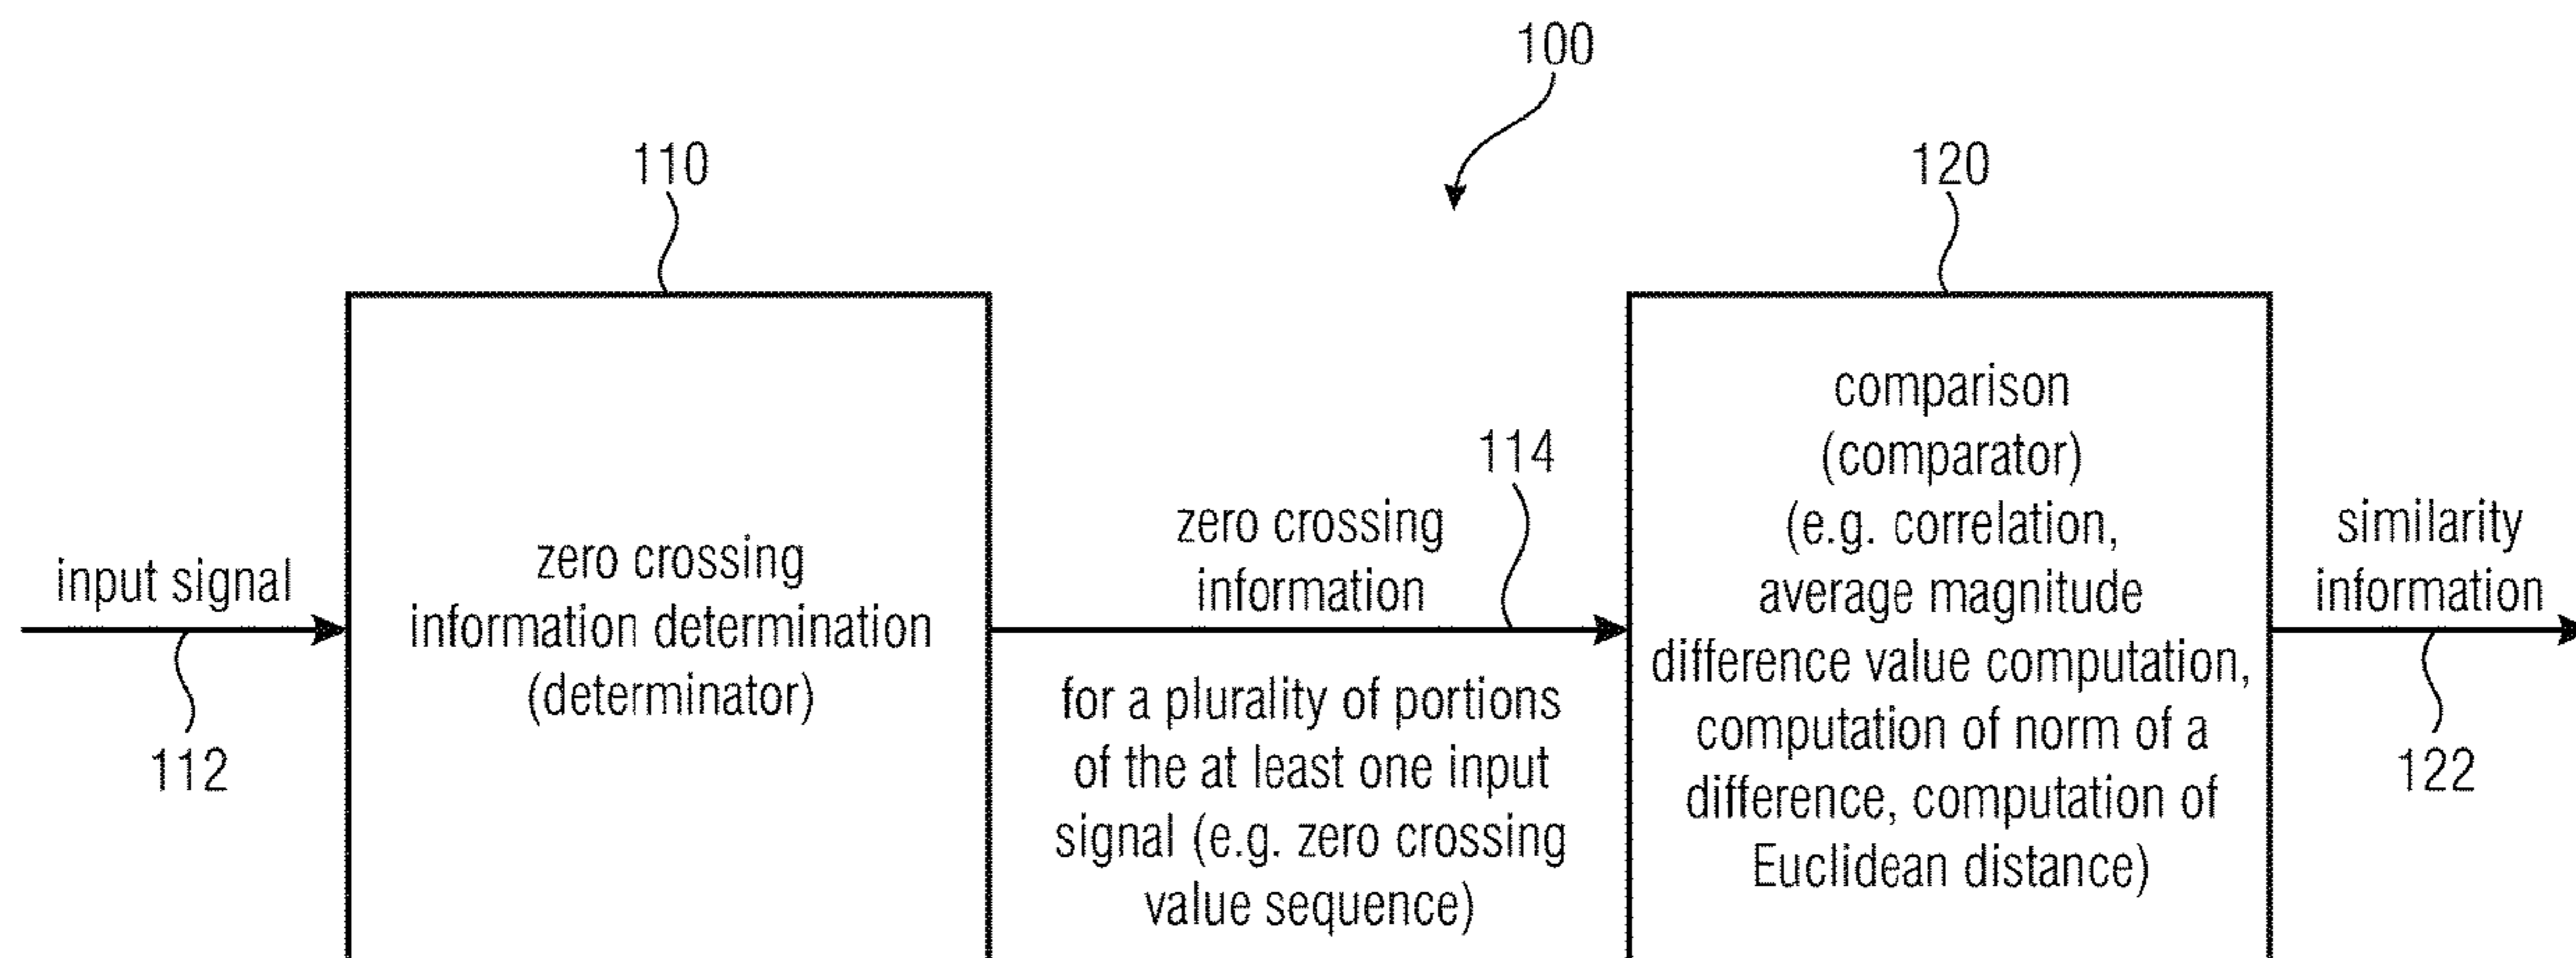 100
110
120
114
input signal
112
zero crossing
information determination
(determinator)
zero crossing
information
for a plurality of portions
of the at least one input
signal (e.g. zero crossing
value sequence)
comparison
(comparator)
(e.g. correlation,
average magnitude
difference value computation,
computation of norm of a
difference, computation of
Euclidean distance)
similarity
information
122